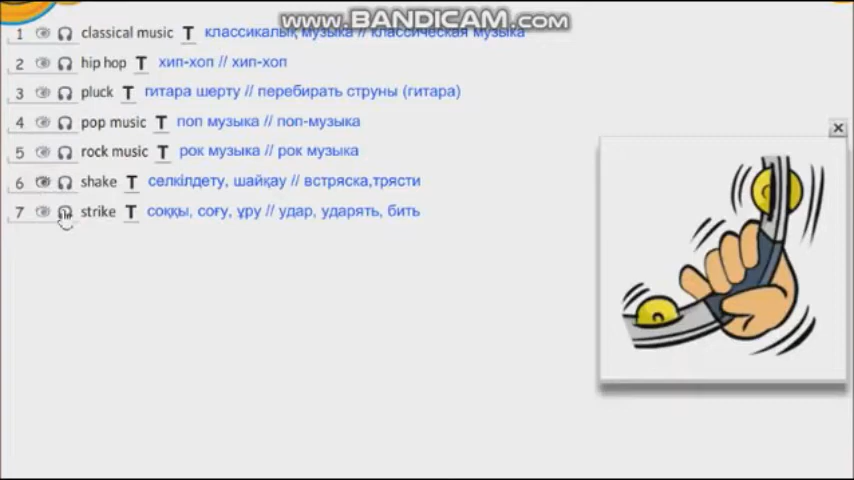 www.BANDICAM.com
1 classical music T классикалық музыка // классическая музыка
2 hip hop T хип-хоп // хип-хоп
3 pluck T гитара шерту // перебирать струны (гитара)
4 pop music T поп музыка // поп-музыка
5 rock music T рок музыка // рок музыка
6 shake T селкілдету, шайқау // встряска,трясти
7 strike T соққы, соғу, ұру // удар, ударять, бить